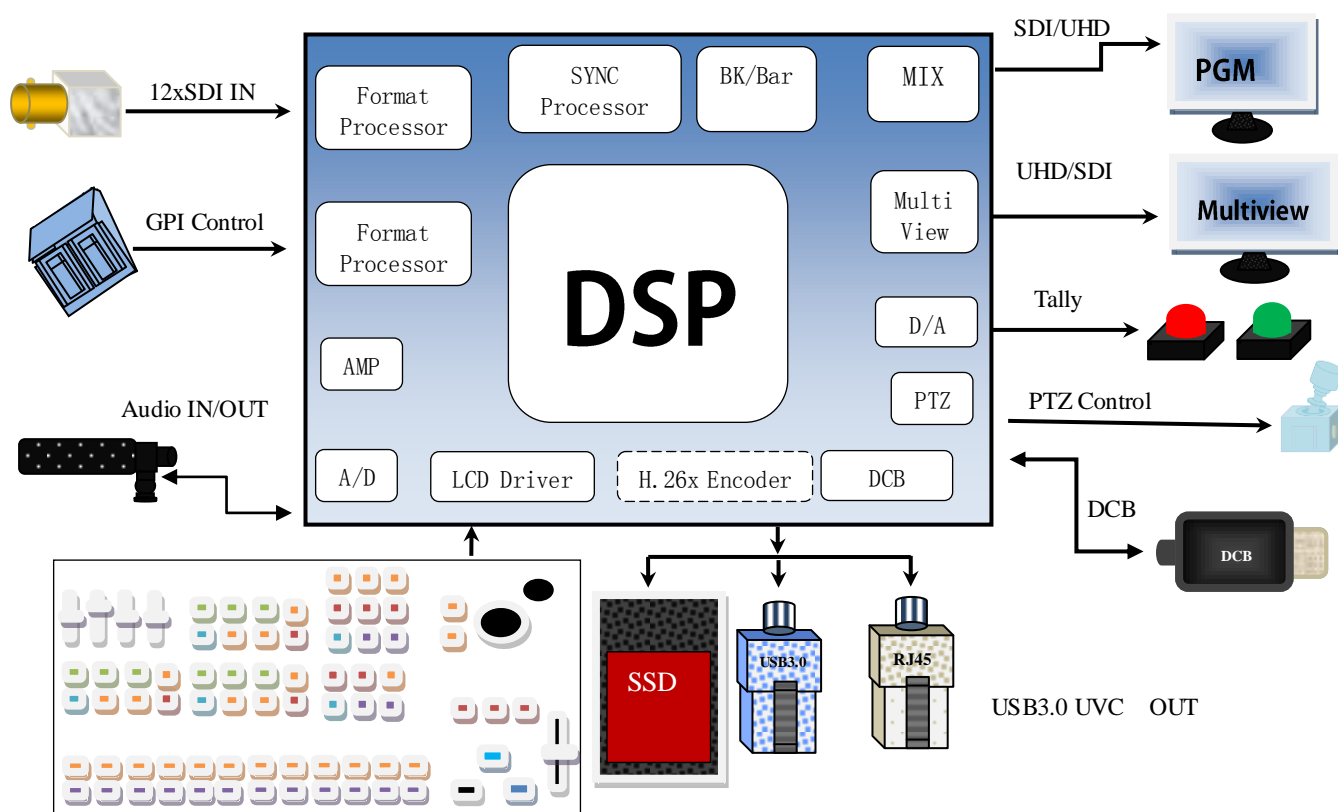 SDI/UHD
12xSDI IN
Format
Processor
SYNC
Processor
BK/Bar
MIX
PGM
GPI Control
Format
Processor
DSP
Multi
View
UHD/SDI
Multiview
AMP
D/A
Tally
Audio IN/OUT
PTZ
PTZ Control
A/D
LCD Driver
H.26x Encoder
DCB
DCB
DCB
SSD
USB3.0
RJ45
USB3.0 UVC OUT